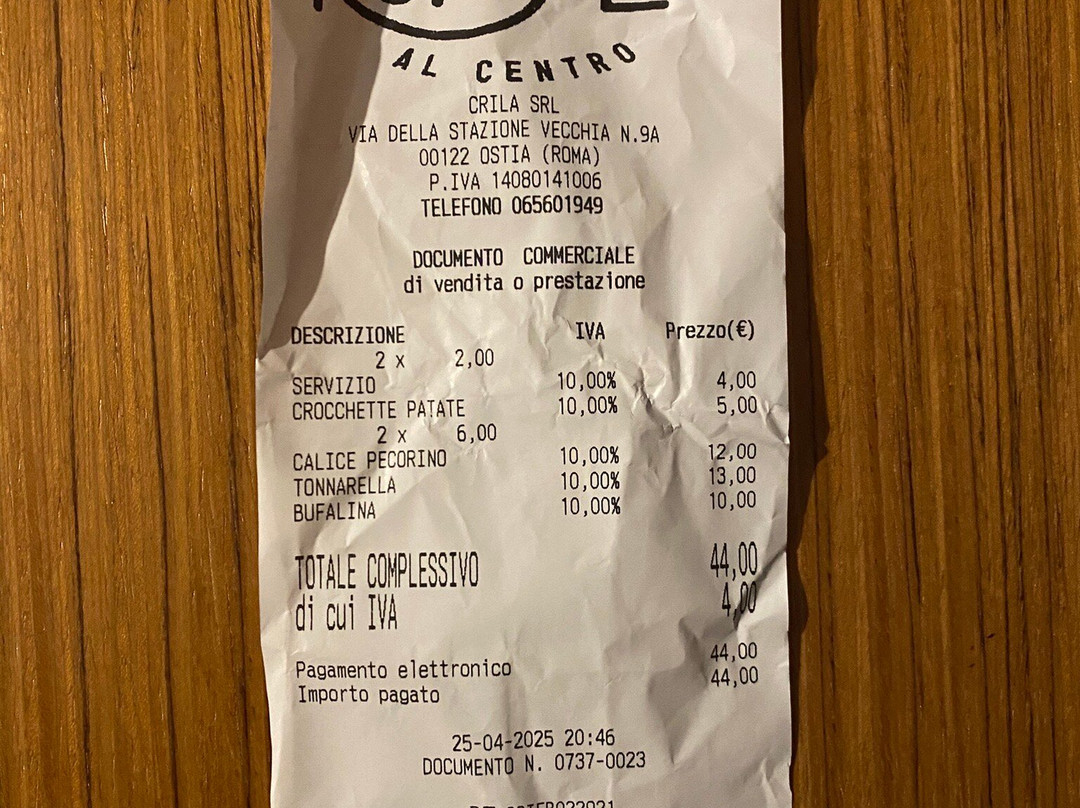 AL CENTRO
CRILA SRL
VIA DELLA STAZIONE VECCHIA N.9A
00122 OSTIA (ROMA)
P.IVA 14080141006
TELEFONO 065601949
DOCUMENTO COMMERCIALE
di vendita o prestazione
DESCRIZIONE IVA Prezzo(€)
2 x 2,00
SERVIZIO 10,00% 4,00
CROCCHETTE PATATE 10,00% 5,00
2 x 6,00
CALICE PECORINO 10,00% 12,00
TONNARELLA 10,00% 13,00
BUFALINA 10,00% 10,00
TOTALE COMPLESSIVO 44,00
di cui IVA 4,00
Pagamento elettronico 44,00
Importo pagato 44,00
25-04-2025 20:46
DOCUMENTO N. 0737-0023